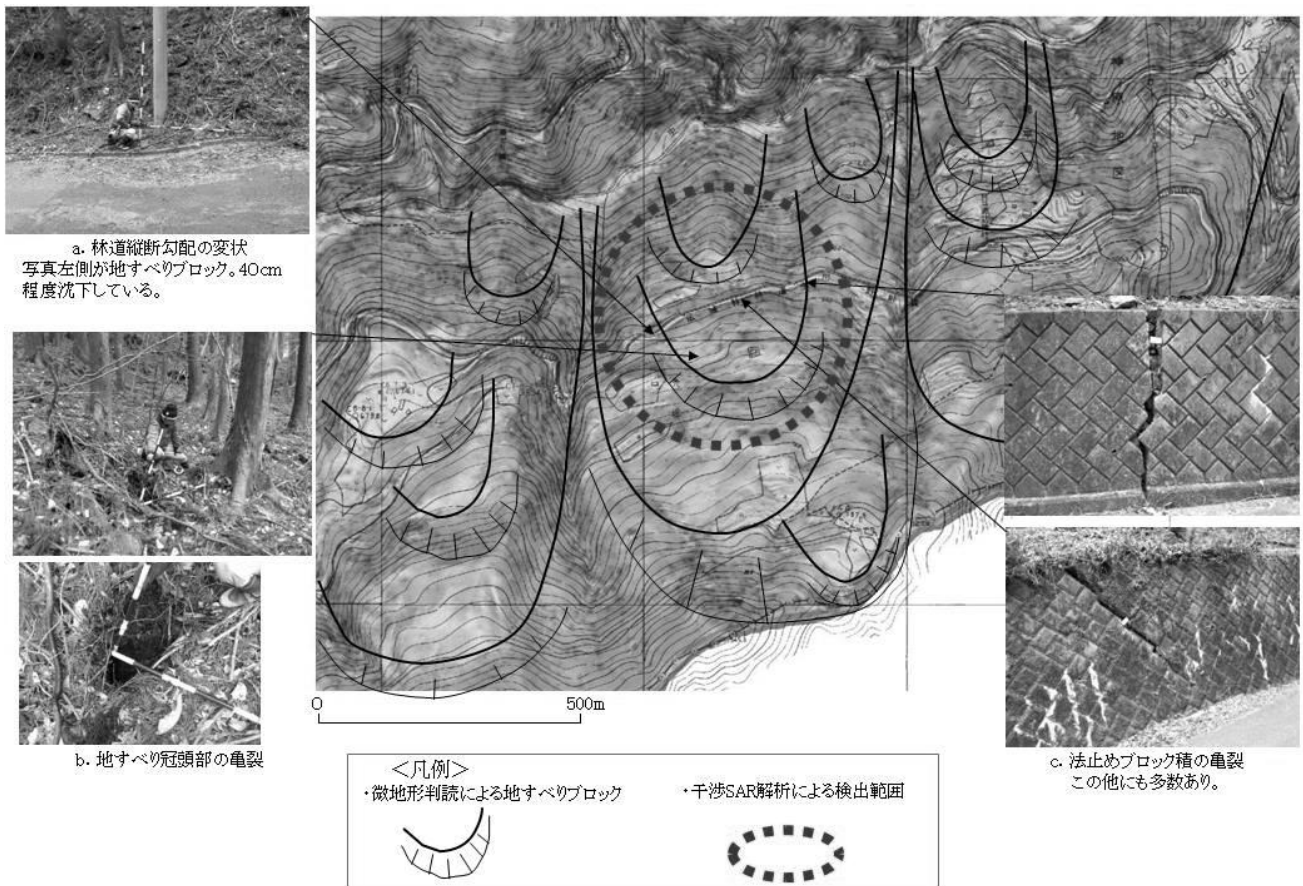 a. 林道縦断勾配の変状
写真左側が地すべりブロック。40cm
程度沈下している。
b. 地すべり冠頭部の亀裂
0
500m
c. 法止めブロック積の亀裂
この他にも多数あり。
＜凡例＞
・微地形判読による地すべりブロック
・干渉SAR解析による検出範囲